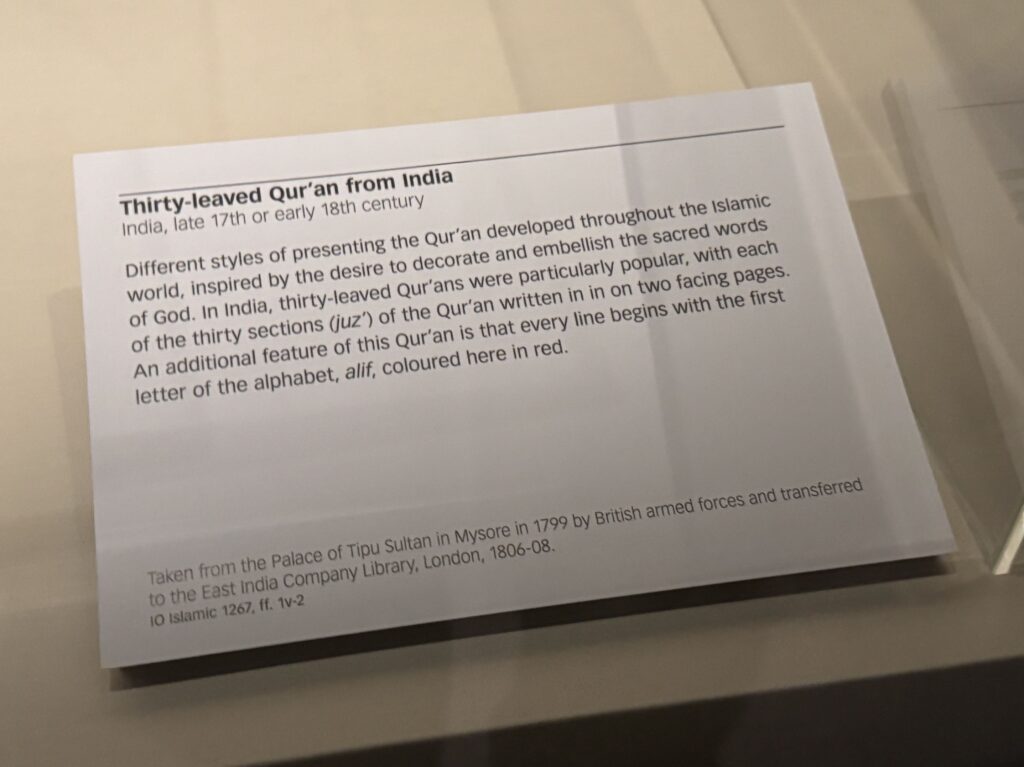 Thirty-leaved Qur’an from India
India, late 17th or early 18th century
Different styles of presenting the Qur’an developed throughout the Islamic
world, inspired by the desire to decorate and embellish the sacred words
of God. In India, thirty-leaved Qur’ans were particularly popular, with each
of the thirty sections (juz’) of the Qur’an written in in on two facing pages.
An additional feature of this Qur’an is that every line begins with the first
letter of the alphabet, alif, coloured here in red.
Taken from the Palace of Tipu Sultan in Mysore in 1799 by British armed forces and transferred
to the East India Company Library, London, 1806-08.
IO Islamic 1267, ff. 1v-2